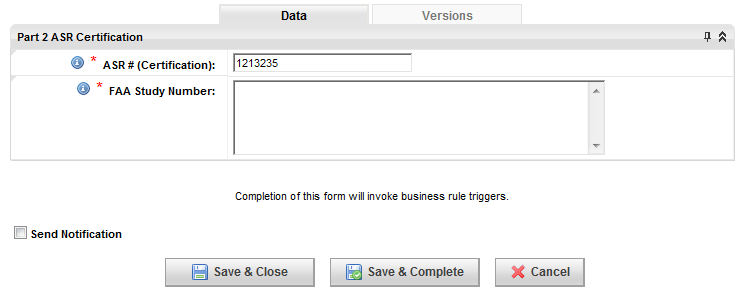 Data Versions
Part 2 ASR Certification
* ASR # (Certification): 1213235
* FAA Study Number:
Completion of this form will invoke business rule triggers.
Send Notification
Save & Close Save & Complete Cancel